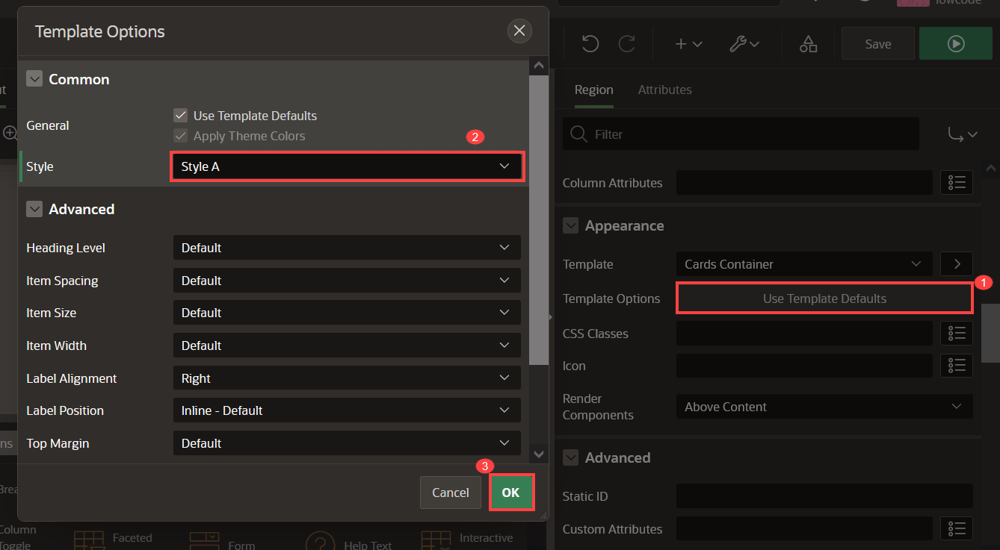 Template Options
lowcode
Save
Common
General
Use Template Defaults
Apply Theme Colors
2
Style
Style A
Advanced
Heading Level
Default
Item Spacing
Default
Item Size
Default
Item Width
Default
Label Alignment
Right
Label Position
Inline - Default
Top Margin
Default
3
Cancel
OK
Region
Attributes
Filter
Column Attributes
Appearance
Template
Cards Container
1
Template Options
Use Template Defaults
CSS Classes
Icon
Render
Components
Above Content
Advanced
Static ID
Custom Attributes
ns
Brea
Column
Toggle
Faceted
Form
Help Text
Interactive